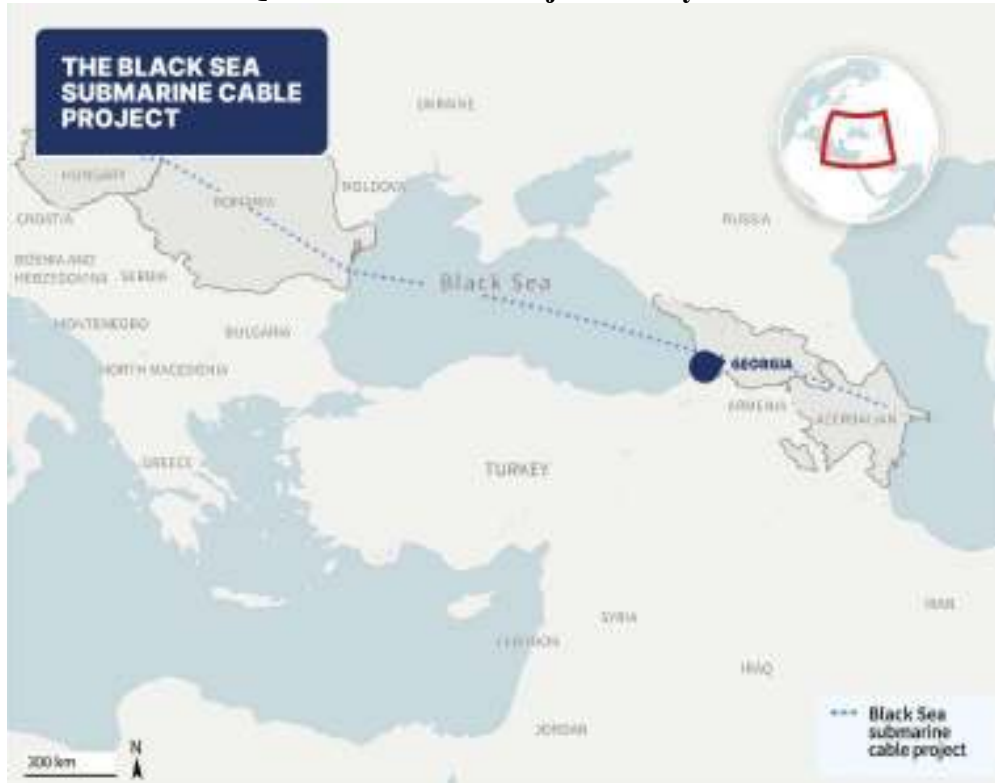 THE BLACK SEA
SUBMARINE CABLE
PROJECT
UKRAINE
HUNGARY
ROMANIA
MOLDOVA
CROATIA
BOSNIA AND
HERZEGOVINA
SERBIA
RUSSIA
Black Sea
MONTENEGRO
BULGARIA
NORTH MACEDONIA
GEORGIA
ARMENIA
AZERBAIJAN
GREECE
TURKEY
SYRIA
IRAN
LEBANON
IRAQ
JORDAN
Black Sea
submarine
cable project
300 km
N